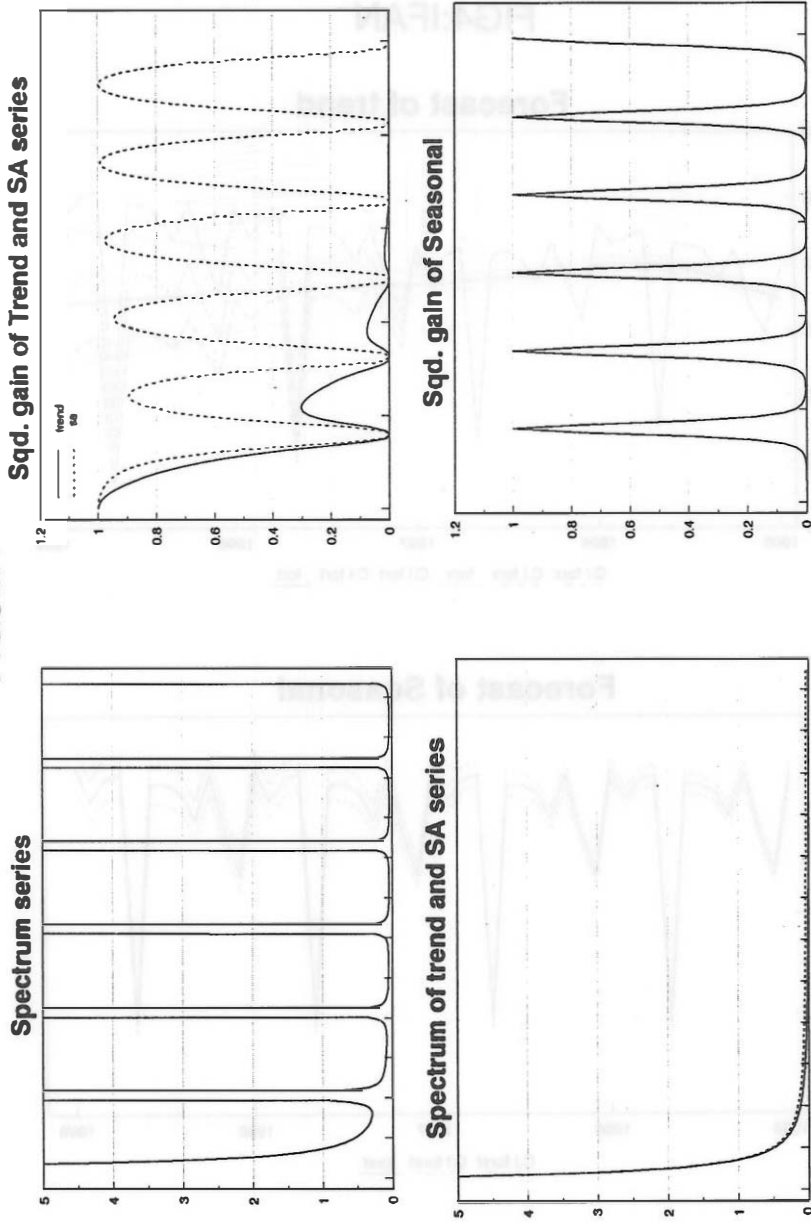 Spectrum series
5
4
3
2
1
0
Sqd. gain of Trend and SA series
1.2
1
0.8
0.6
0.4
0.2
0
trend
sa
Spectrum of trend and SA series
5
4
3
2
1
0
Sqd. gain of Seasonal
1.2
1
0.8
0.6
0.4
0.2
0
FIG4:IFAN
Forecast of trend
Forecast of Seasonal